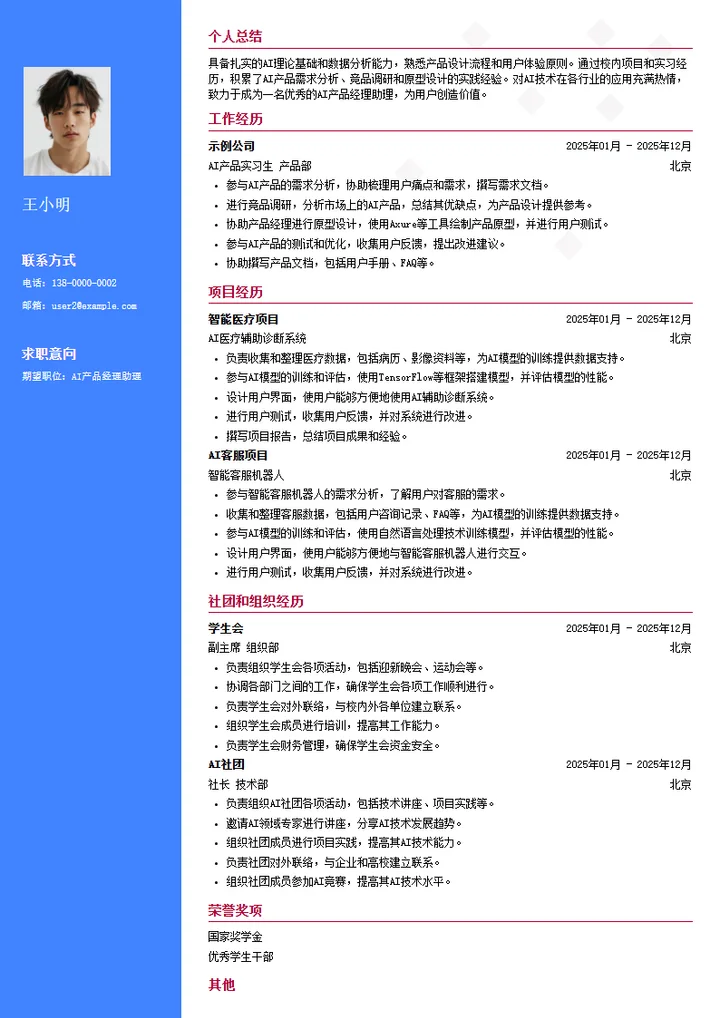 王小明
联系方式
电话：138-0000-0002
邮箱：user2@example.com
求职意向
期望职位：AI产品经理助理
个人总结
具备扎实的AI理论基础和数据分析能力，熟悉产品设计流程和用户体验原则。通过校内项目和实习经
历，积累了AI产品需求分析、竞品调研和原型设计的实践经验。对AI技术在各行业的应用充满热情，
致力于成为一名优秀的AI产品经理助理，为用户创造价值。
工作经历
示例公司 2025年01月 - 2025年12月
AI产品实习生 产品部 北京
• 参与AI产品的需求分析，协助梳理用户痛点和需求，撰写需求文档。
• 进行竞品调研，分析市场上的AI产品，总结其优缺点，为产品设计提供参考。
• 协助产品经理进行原型设计，使用Axure等工具绘制产品原型，并进行用户测试。
• 参与AI产品的测试和优化，收集用户反馈，提出改进建议。
• 协助撰写产品文档，包括用户手册、FAQ等。
项目经历
智能医疗项目 2025年01月 - 2025年12月
AI医疗辅助诊断系统 北京
• 负责收集和整理医疗数据，包括病历、影像资料等，为AI模型的训练提供数据支持。
• 参与AI模型的训练和评估，使用TensorFlow等框架搭建模型，并评估模型的性能。
• 设计用户界面，使用户能够方便地使用AI辅助诊断系统。
• 进行用户测试，收集用户反馈，并对系统进行改进。
• 撰写项目报告，总结项目成果和经验。
AI客服项目 2025年01月 - 2025年12月
智能客服机器人 北京
• 参与智能客服机器人的需求分析，了解用户对客服的需求。
• 收集和整理客服数据，包括用户咨询记录、FAQ等，为AI模型的训练提供数据支持。
• 参与AI模型的训练和评估，使用自然语言处理技术训练模型，并评估模型的性能。
• 设计用户界面，使用户能够方便地与智能客服机器人进行交互。
• 进行用户测试，收集用户反馈，并对系统进行改进。
社团和组织经历
学生会 2025年01月 - 2025年12月
副主席 组织部 北京
• 负责组织学生会各项活动，包括迎新晚会、运动会等。
• 协调各部门之间的工作，确保学生会各项工作顺利进行。
• 负责学生会对外联络，与校内外各单位建立联系。
• 组织学生会成员进行培训，提高其工作能力。
• 负责学生会财务管理，确保学生会资金安全。
AI社团 2025年01月 - 2025年12月
社长 技术部 北京
• 负责组织AI社团各项活动，包括技术讲座、项目实践等。
• 邀请AI领域专家进行讲座，分享AI技术发展趋势。
• 组织社团成员进行项目实践，提高其AI技术能力。
• 负责社团对外联络，与企业和高校建立联系。
• 组织社团成员参加AI竞赛，提高其AI技术水平。
荣誉奖项
国家奖学金
优秀学生干部
其他